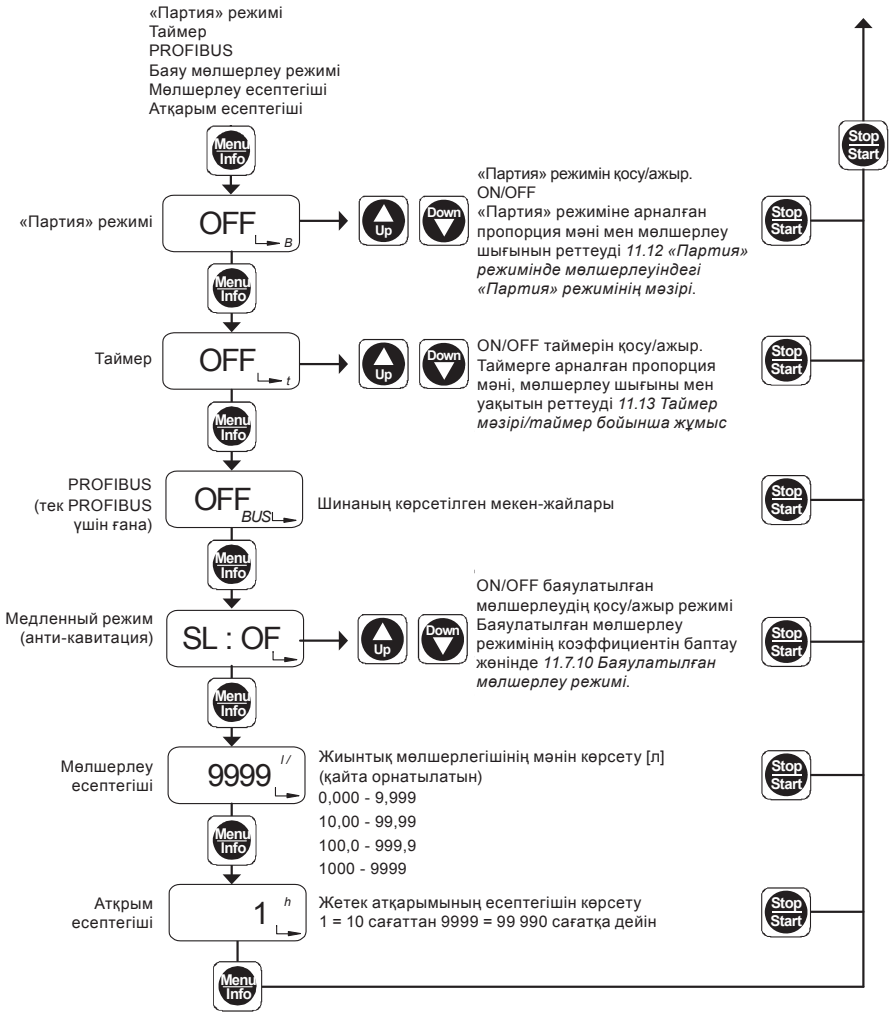 «Партия» режимі
Таймер
PROFIBUS
Баяу мөлшерлеу режимі
Мөлшерлеу есептегіші
Атқарым есептегіші
Menu
Info
Stop
Start
«Партия» режимі
OFF
B
Up
Down
«Партия» режимін қосу/ажыр.
ON/OFF
«Партия» режиміне арналған
пропорция мәні мен мөлшерлеу
шығынын реттеуді 11.12 «Партия»
режимінде мөлшерлеуіндегі
«Партия» режимінің мәзірі.
Stop
Start
Menu
Info
Таймер
OFF
t
Up
Down
ON/OFF таймерін қосу/ажыр.
Таймерге арналған пропорция
мәні, мөлшерлеу шығыны мен
уақытын реттеуді 11.13 Таймер
мәзірі/таймер бойынша жұмыс
Stop
Start
Menu
Info
PROFIBUS
(тек PROFIBUS
үшін ғана)
OFF
BUS
Шинаның көрсетілген мекен-жайлары
Stop
Start
Menu
Info
Медленный режим
(анти-кавитация)
SL : OF
Up
Down
ON/OFF баяулатылған
мөлшерлеудің қосу/ажыр режимі
Баяулатылған мөлшерлеу
режимінің коэффициентін баптау
жөнінде 11.7.10 Баяулатылған
мөлшерлеу режимі.
Stop
Start
Menu
Info
Мөлшерлеу
есептегіші
9999
l/
Жиынтық мөлшерлегішінің мәнін көрсету [л]
(қайта орнатылатын)
0,000 - 9,999
10,00 - 99,99
100,0 - 999,9
1000 - 9999
Stop
Start
Menu
Info
Атқрым
есептегіші
1
h
Жетек атқарымының есептегішін көрсету
1 = 10 сағаттан 9999 = 99 990 сағатқа дейін
Stop
Start
Menu
Info